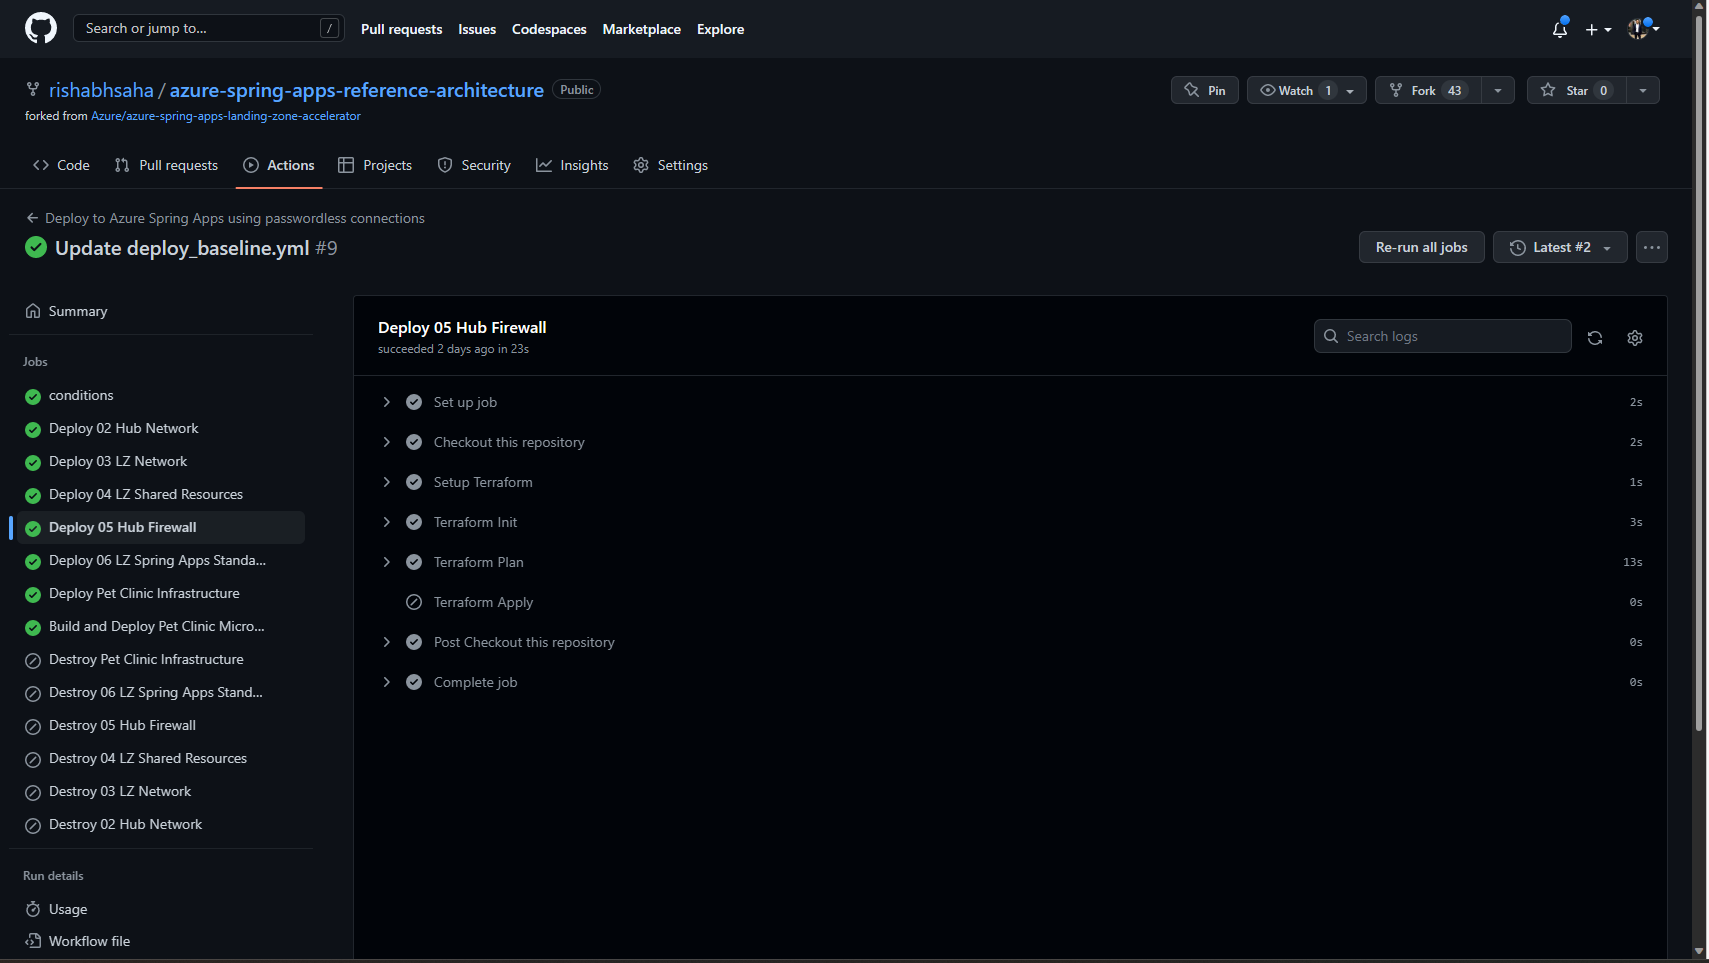 Search or jump to... /
Pull requests Issues Codespaces Marketplace Explore
rishabhsaha / azure-spring-apps-reference-architecture Public
Pin Watch 1 Fork 43 Star 0
forked from Azure/azure-spring-apps-landing-zone-accelerator
Code Pull requests Actions Projects Security Insights Settings
Deploy to Azure Spring Apps using passwordless connections
Update deploy_baseline.yml #9
Re-run all jobs Latest #2
Summary
Jobs
conditions
Deploy 02 Hub Network
Deploy 03 LZ Network
Deploy 04 LZ Shared Resources
Deploy 05 Hub Firewall
Deploy 06 LZ Spring Apps Standa...
Deploy Pet Clinic Infrastructure
Build and Deploy Pet Clinic Micro...
Destroy Pet Clinic Infrastructure
Destroy 06 LZ Spring Apps Stand...
Destroy 05 Hub Firewall
Destroy 04 LZ Shared Resources
Destroy 03 LZ Network
Destroy 02 Hub Network
Run details
Usage
Workflow file
Deploy 05 Hub Firewall
succeeded 2 days ago in 23s
Search logs
Set up job 2s
Checkout this repository 2s
Setup Terraform 1s
Terraform Init 3s
Terraform Plan 13s
Terraform Apply 0s
Post Checkout this repository 0s
Complete job 0s